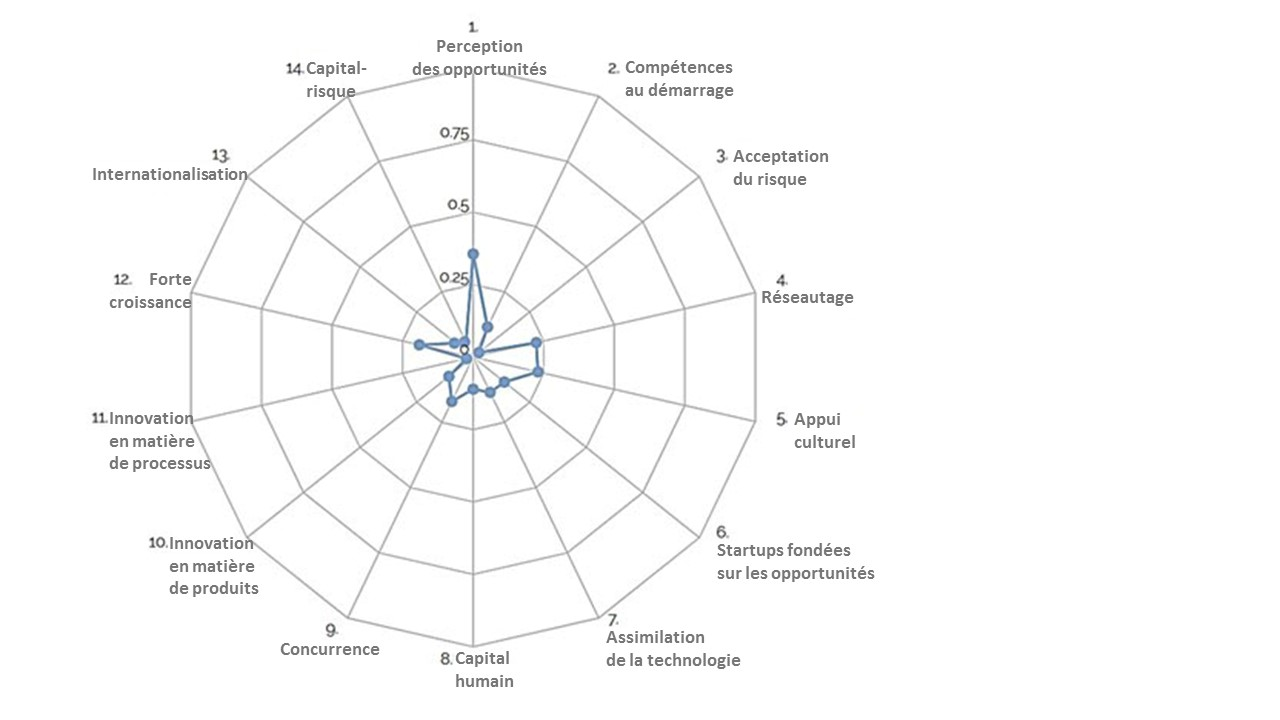 1.
Perception
des opportunités
2. Compétences
au démarrage
3. Acceptation
du risque
4.
Réseautage
5. Appui
culturel
6.
Startups fondées
sur les opportunités
7.
Assimilation
de la technologie
8. Capital
humain
9.
Concurrence
10. Innovation
en matière
de produits
11. Innovation
en matière
de processus
12. Forte
croissance
13.
Internationalisation
14. Capital-
risque
0.75
0.5
0.25
0